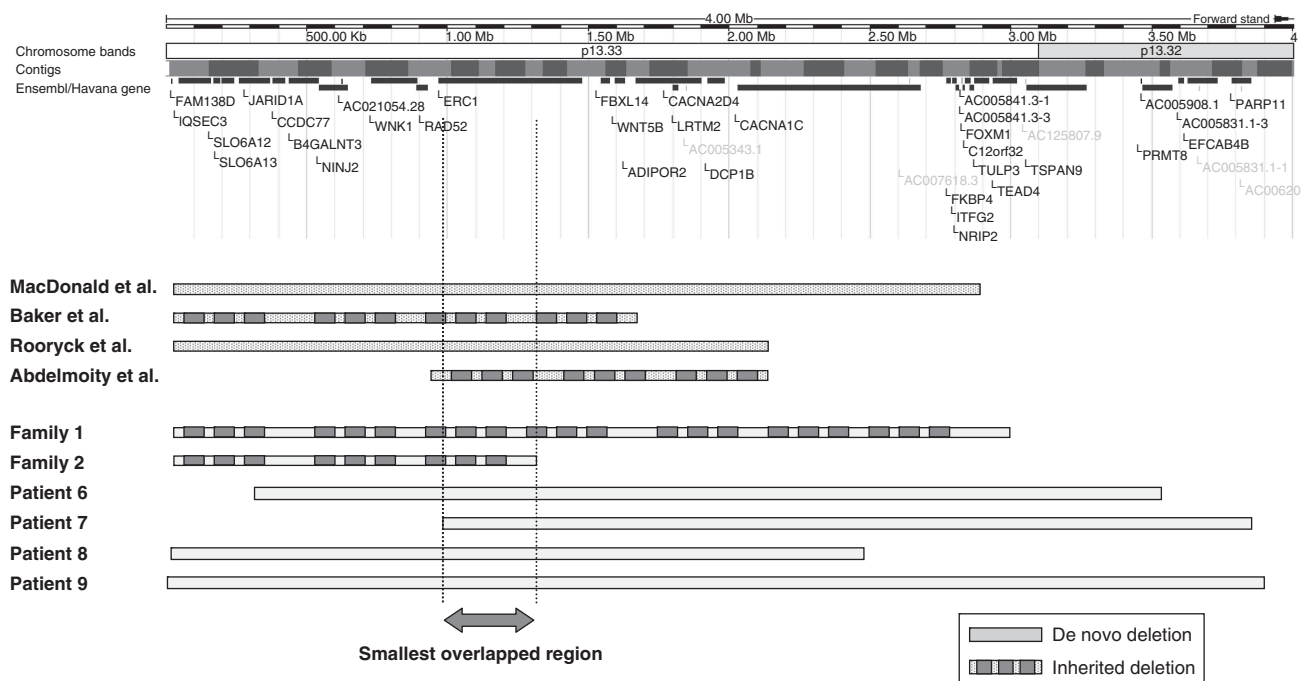 4.00 Mb
Forward stand
500.00 Kb
1.00 Mb
1.50 Mb
2.00 Mb
2.50 Mb
3.00 Mb
3.50 Mb
4
Chromosome bands
p13.33
p13.32
Contigs
Ensembl/Havana gene
FAM138D
JARID1A
AC021054.28
ERC1
FBXL14
CACNA2D4
AC005841.3-1
AC005908.1
PARP11
IQSEC3
CCDC77
WNK1
RAD52
WNT5B
LRTM2
CACNA1C
AC005841.3-3
AC005831.1-3
SLO6A12
B4GALNT3
AC005343.1
FOXM1
AC125807.9
EFCAB4B
SLO6A13
NINJ2
ADIPOR2
DCP1B
C12orf32
PRMT8
TULP3
TSPAN9
AC005831.1-1
AC007618.3
TEAD4
AC00620
FKBP4
ITFG2
NRIP2
MacDonald et al.
Baker et al.
Rooryck et al.
Abdelmoity et al.
Family 1
Family 2
Patient 6
Patient 7
Patient 8
Patient 9
Smallest overlapped region
De novo deletion
Inherited deletion